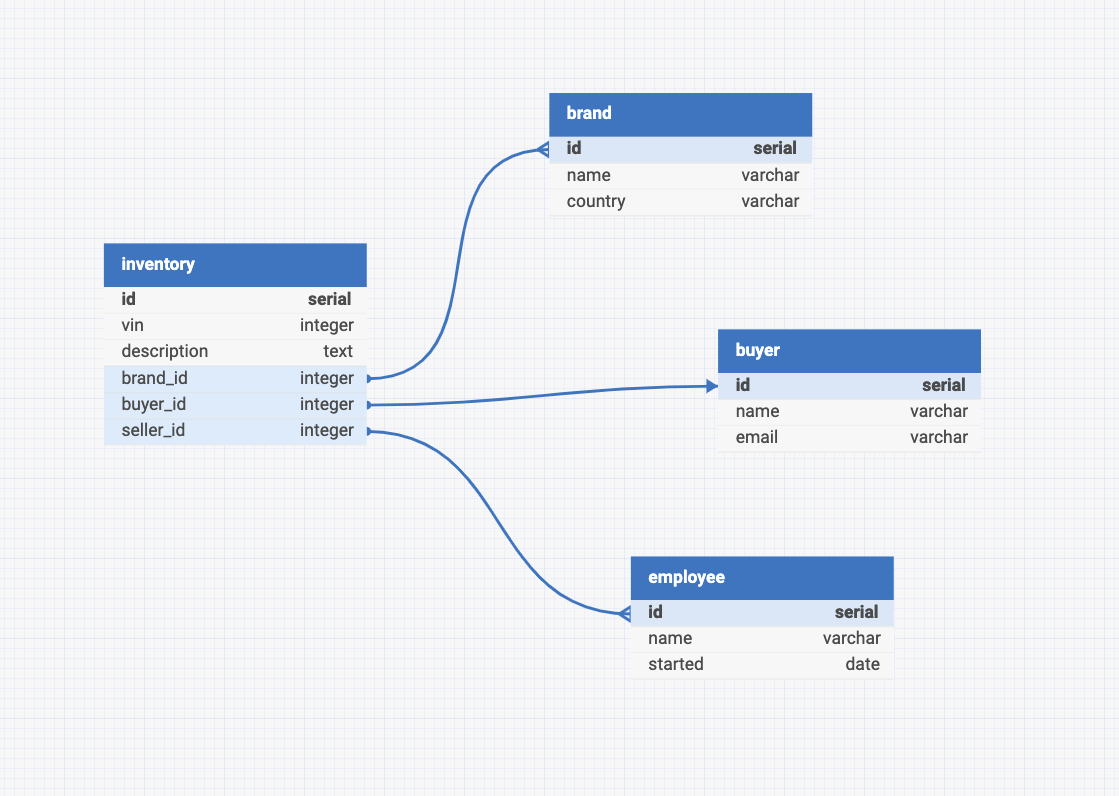 brand
id serial
name varchar
country varchar
inventory
id serial
vin integer
description text
brand_id integer
buyer_id integer
seller_id integer
buyer
id serial
name varchar
email varchar
employee
id serial
name varchar
started date